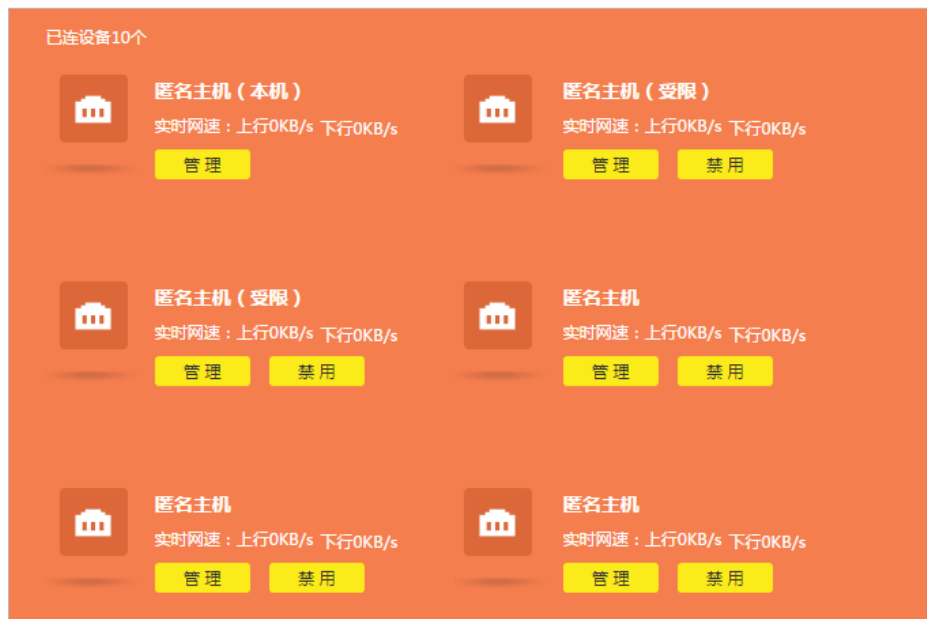 已连设备10个
匿名主机（本机）
实时网速：上行0KB/s 下行0KB/s
管 理
匿名主机（受限）
实时网速：上行0KB/s 下行0KB/s
管 理 禁 用
匿名主机（受限）
实时网速：上行0KB/s 下行0KB/s
管 理 禁 用
匿名主机
实时网速：上行0KB/s 下行0KB/s
管 理 禁 用
匿名主机
实时网速：上行0KB/s 下行0KB/s
管 理 禁 用
匿名主机
实时网速：上行0KB/s 下行0KB/s
管 理 禁 用